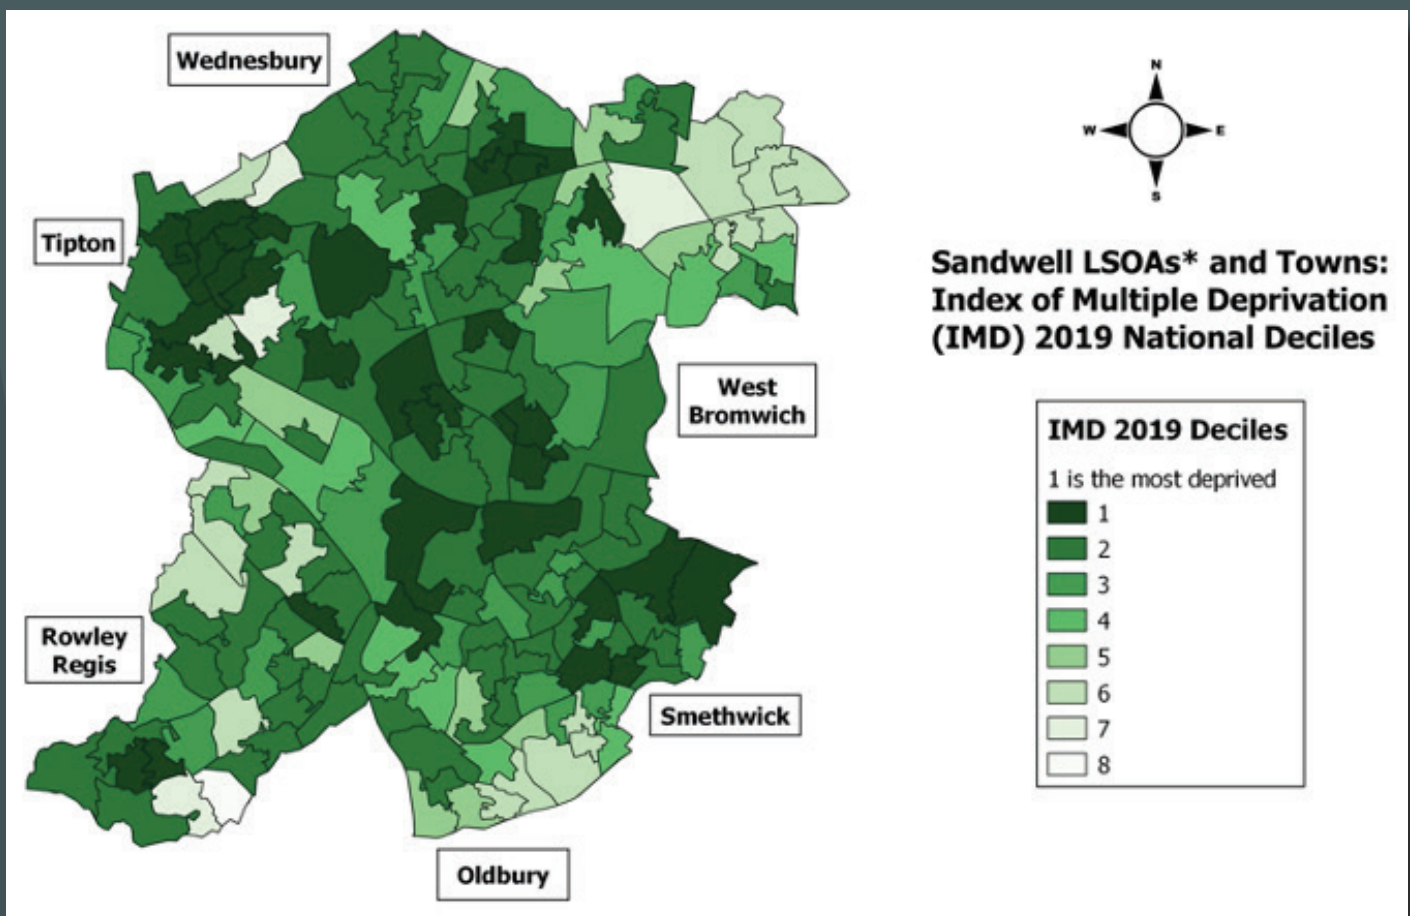 Wednesbury
Tipton
Rowley
Regis
Oldbury
Smethwick
West
Bromwich
N
W
E
S
Sandwell LSOAs* and Towns:
Index of Multiple Deprivation
(IMD) 2019 National Deciles
IMD 2019 Deciles
1 is the most deprived
1
2
3
4
5
6
7
8